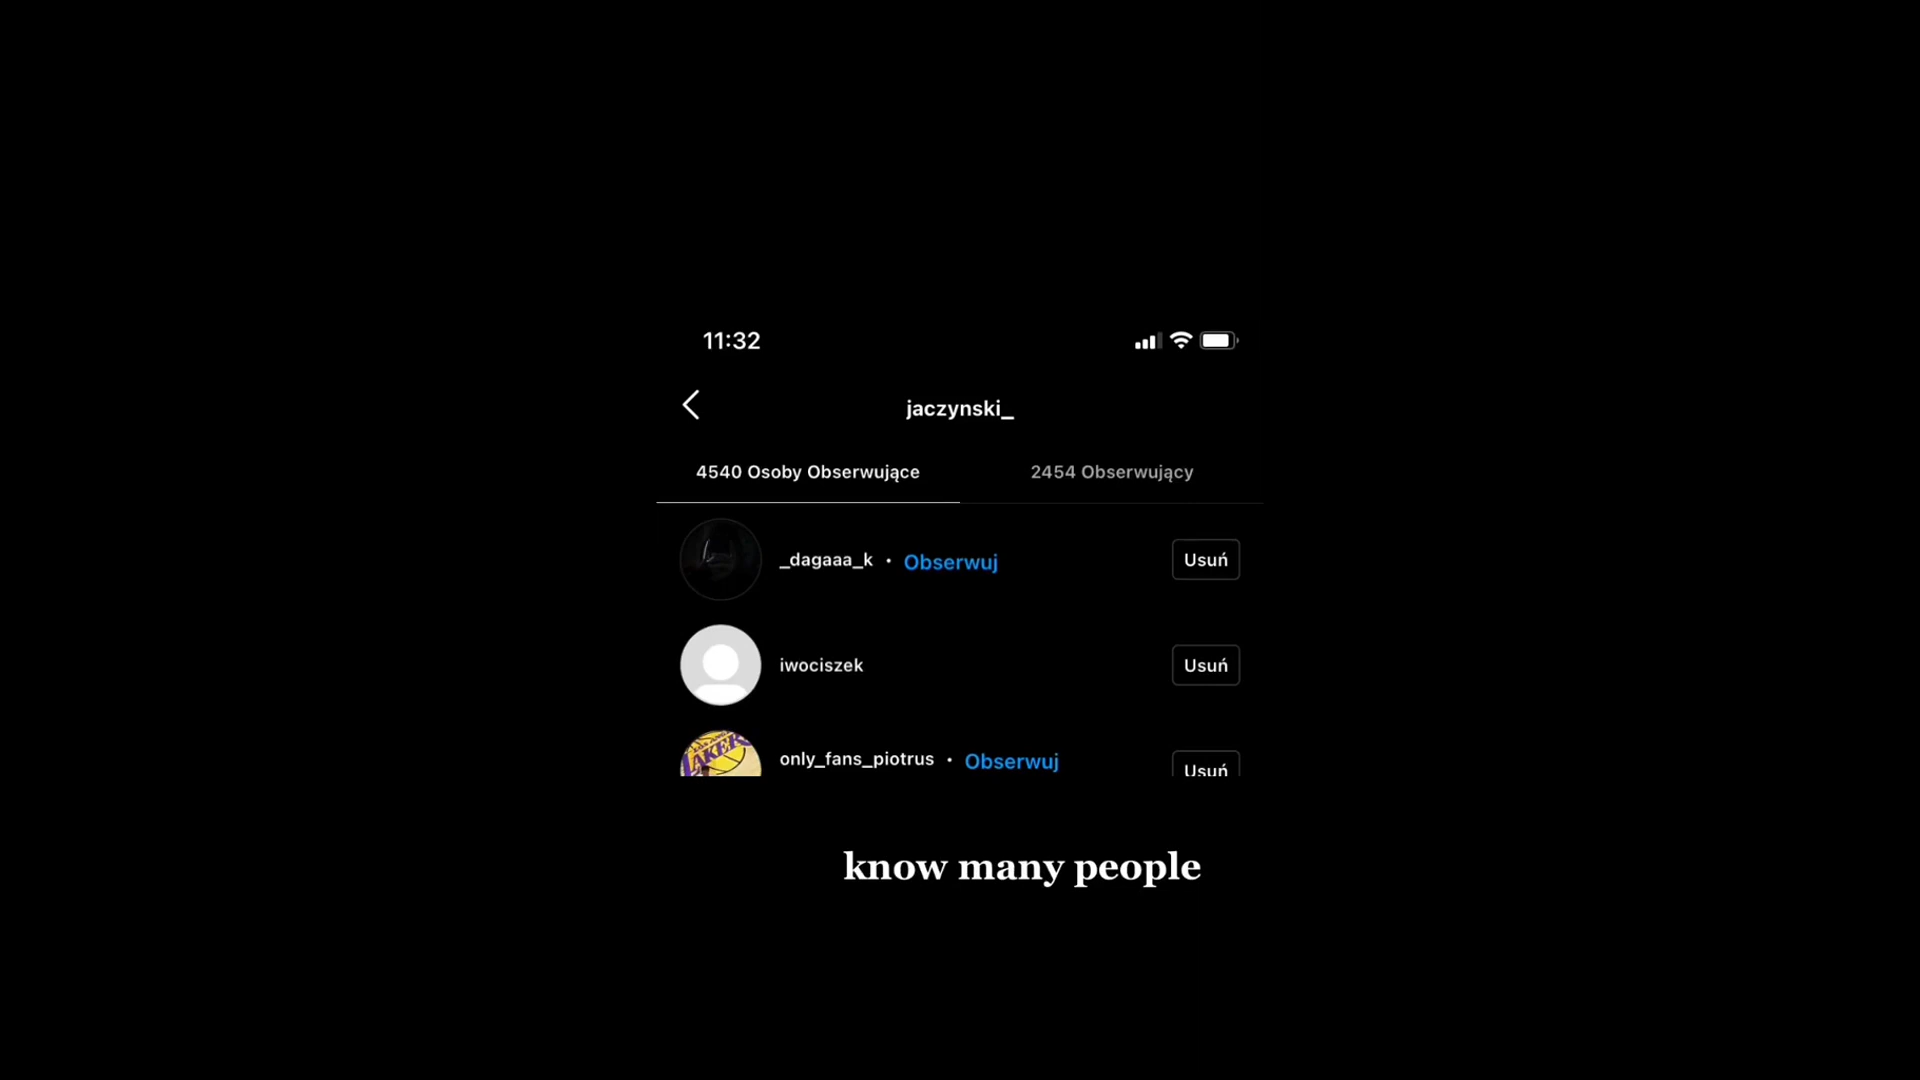 11:32
jaczynski_
4540 Osoby Obserwujące
2454 Obserwujący
_dagaaa_k • Obserwuj
Usuń
iwociszek
Usuń
LAKERS
only_fans_piotrus • Obserwuj
Usuń
know many people